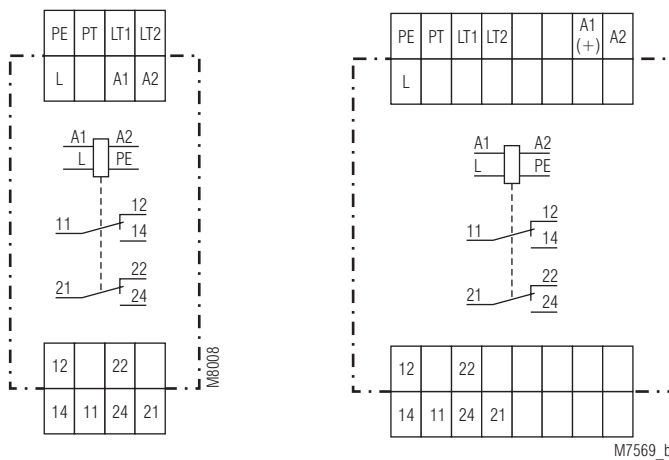 PE PT LT1 LT2
L A1 A2
A1 A2
L PE
11 12
14
21 22
24
12 22
14 11 24 21
M8008
PE PT LT1 LT2 A1 (+) A2
L
A1 A2
L PE
11 12
14
21 22
24
12 22
14 11 24 21
M7569_b